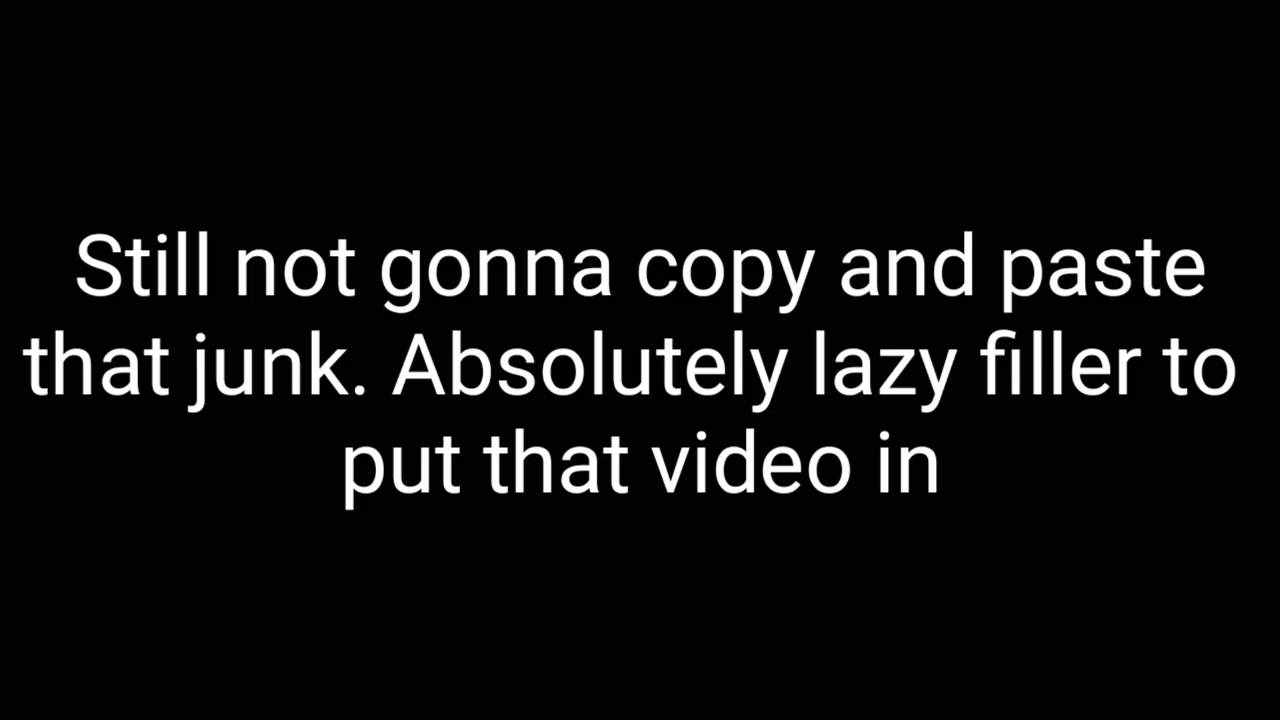 Still not gonna copy and paste
that junk. Absolutely lazy filler to
put that video in